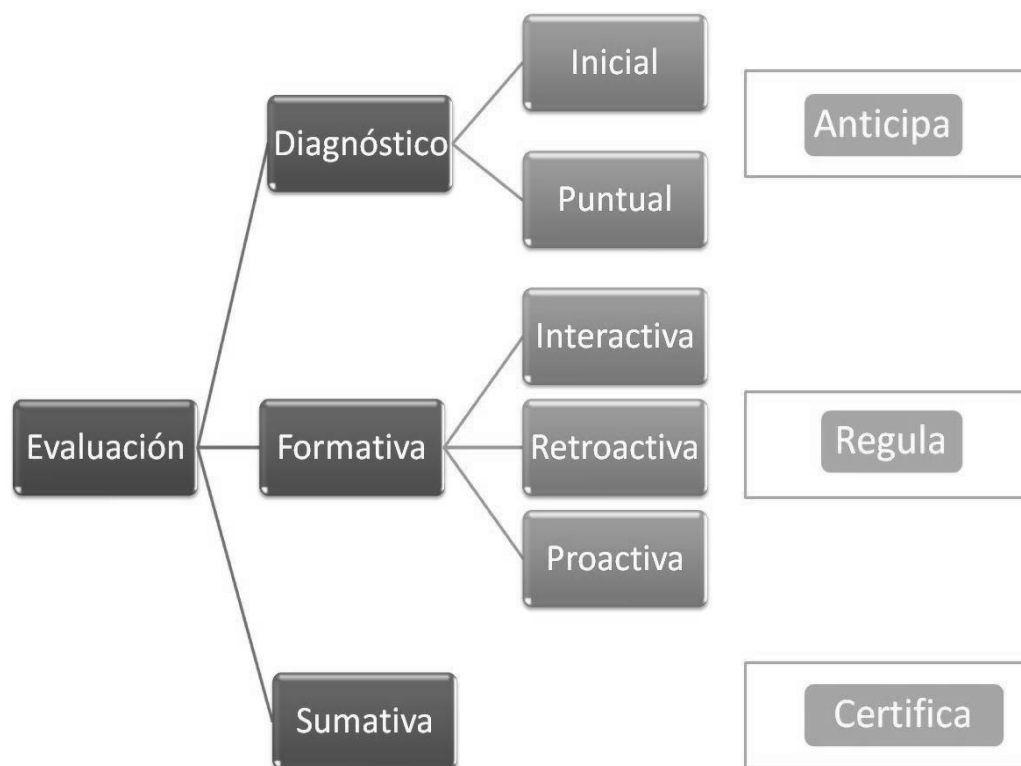 Inicial
Anticipa
Diagnóstico
Puntual
Interactiva
Evaluación
Formativa
Retroactiva
Regula
Proactiva
Sumativa
Certifica